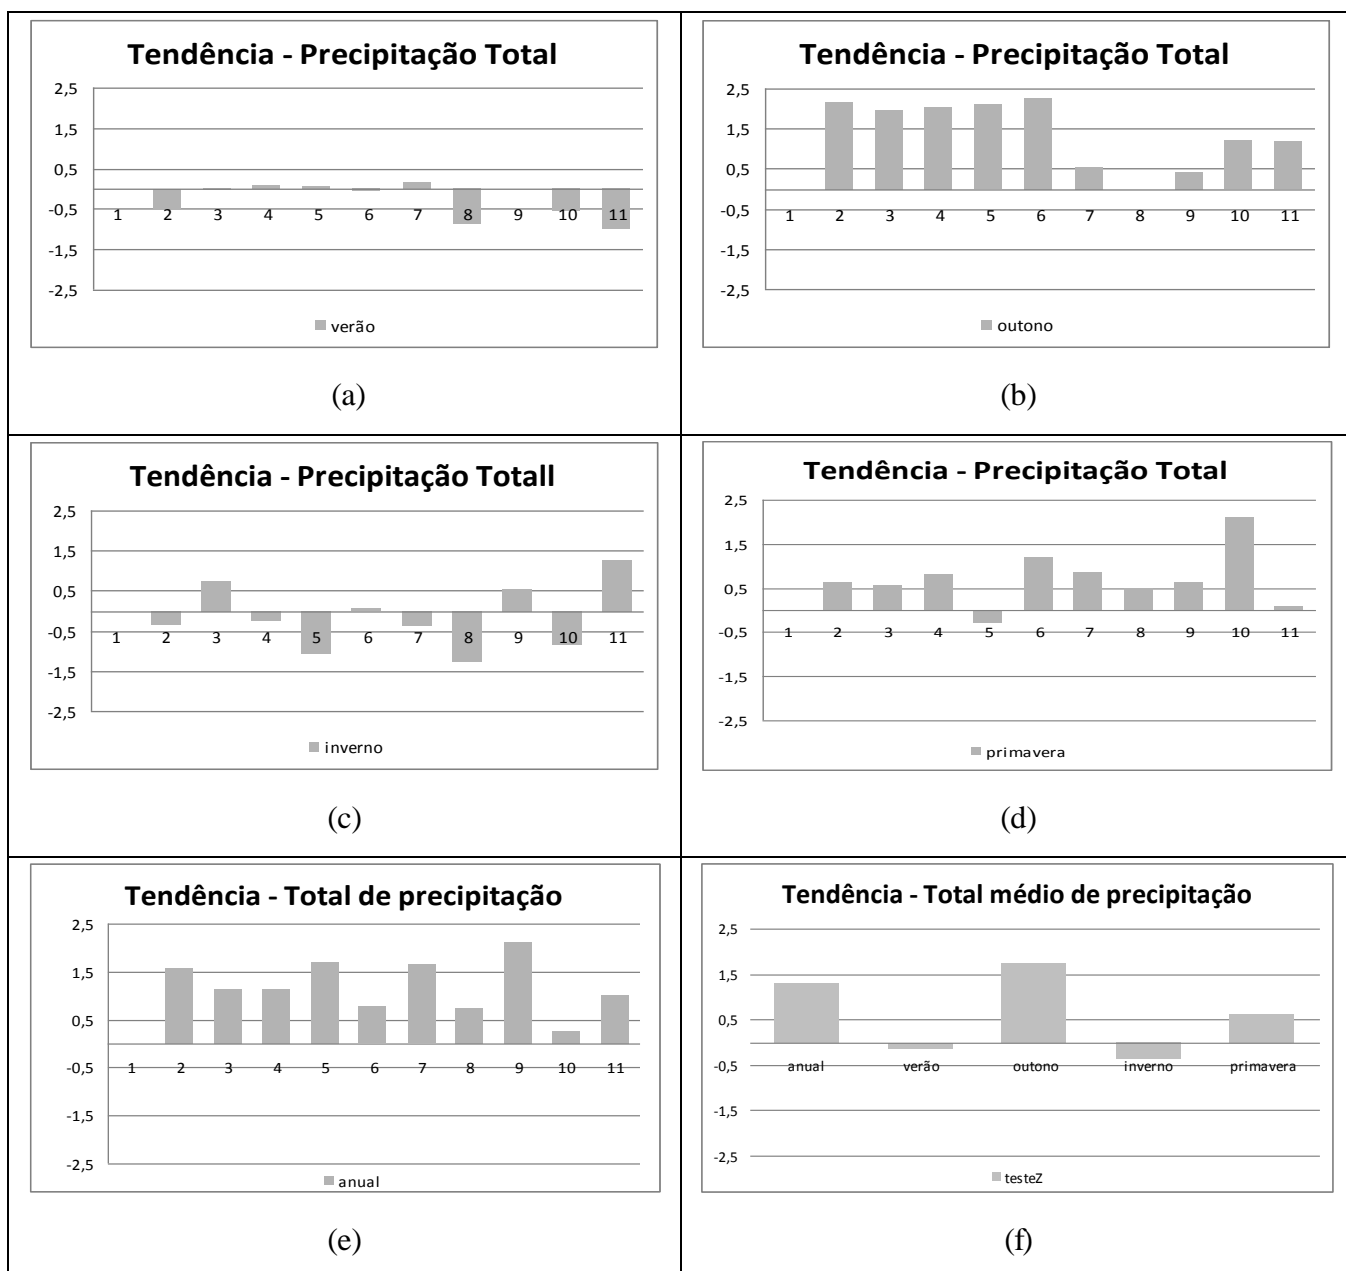 Tendência - Precipitação Total
2,5
1,5
0,5
-0,5
-1,5
-2,5
1 2 3 4 5 6 7 8 9 10 11
verão
(a)
Tendência - Precipitação Total
2,5
1,5
0,5
-0,5
-1,5
-2,5
1 2 3 4 5 6 7 8 9 10 11
outono
(b)
Tendência - Precipitação Totall
2,5
1,5
0,5
-0,5
-1,5
-2,5
1 2 3 4 5 6 7 8 9 10 11
inverno
(c)
Tendência - Precipitação Total
2,5
1,5
0,5
-0,5
-1,5
-2,5
1 2 3 4 5 6 7 8 9 10 11
primavera
(d)
Tendência - Total de precipitação
2,5
1,5
0,5
-0,5
-1,5
-2,5
1 2 3 4 5 6 7 8 9 10 11
anual
(e)
Tendência - Total médio de precipitação
2,5
1,5
0,5
-0,5
-1,5
-2,5
anual verão outono inverno primavera
testeZ
(f)